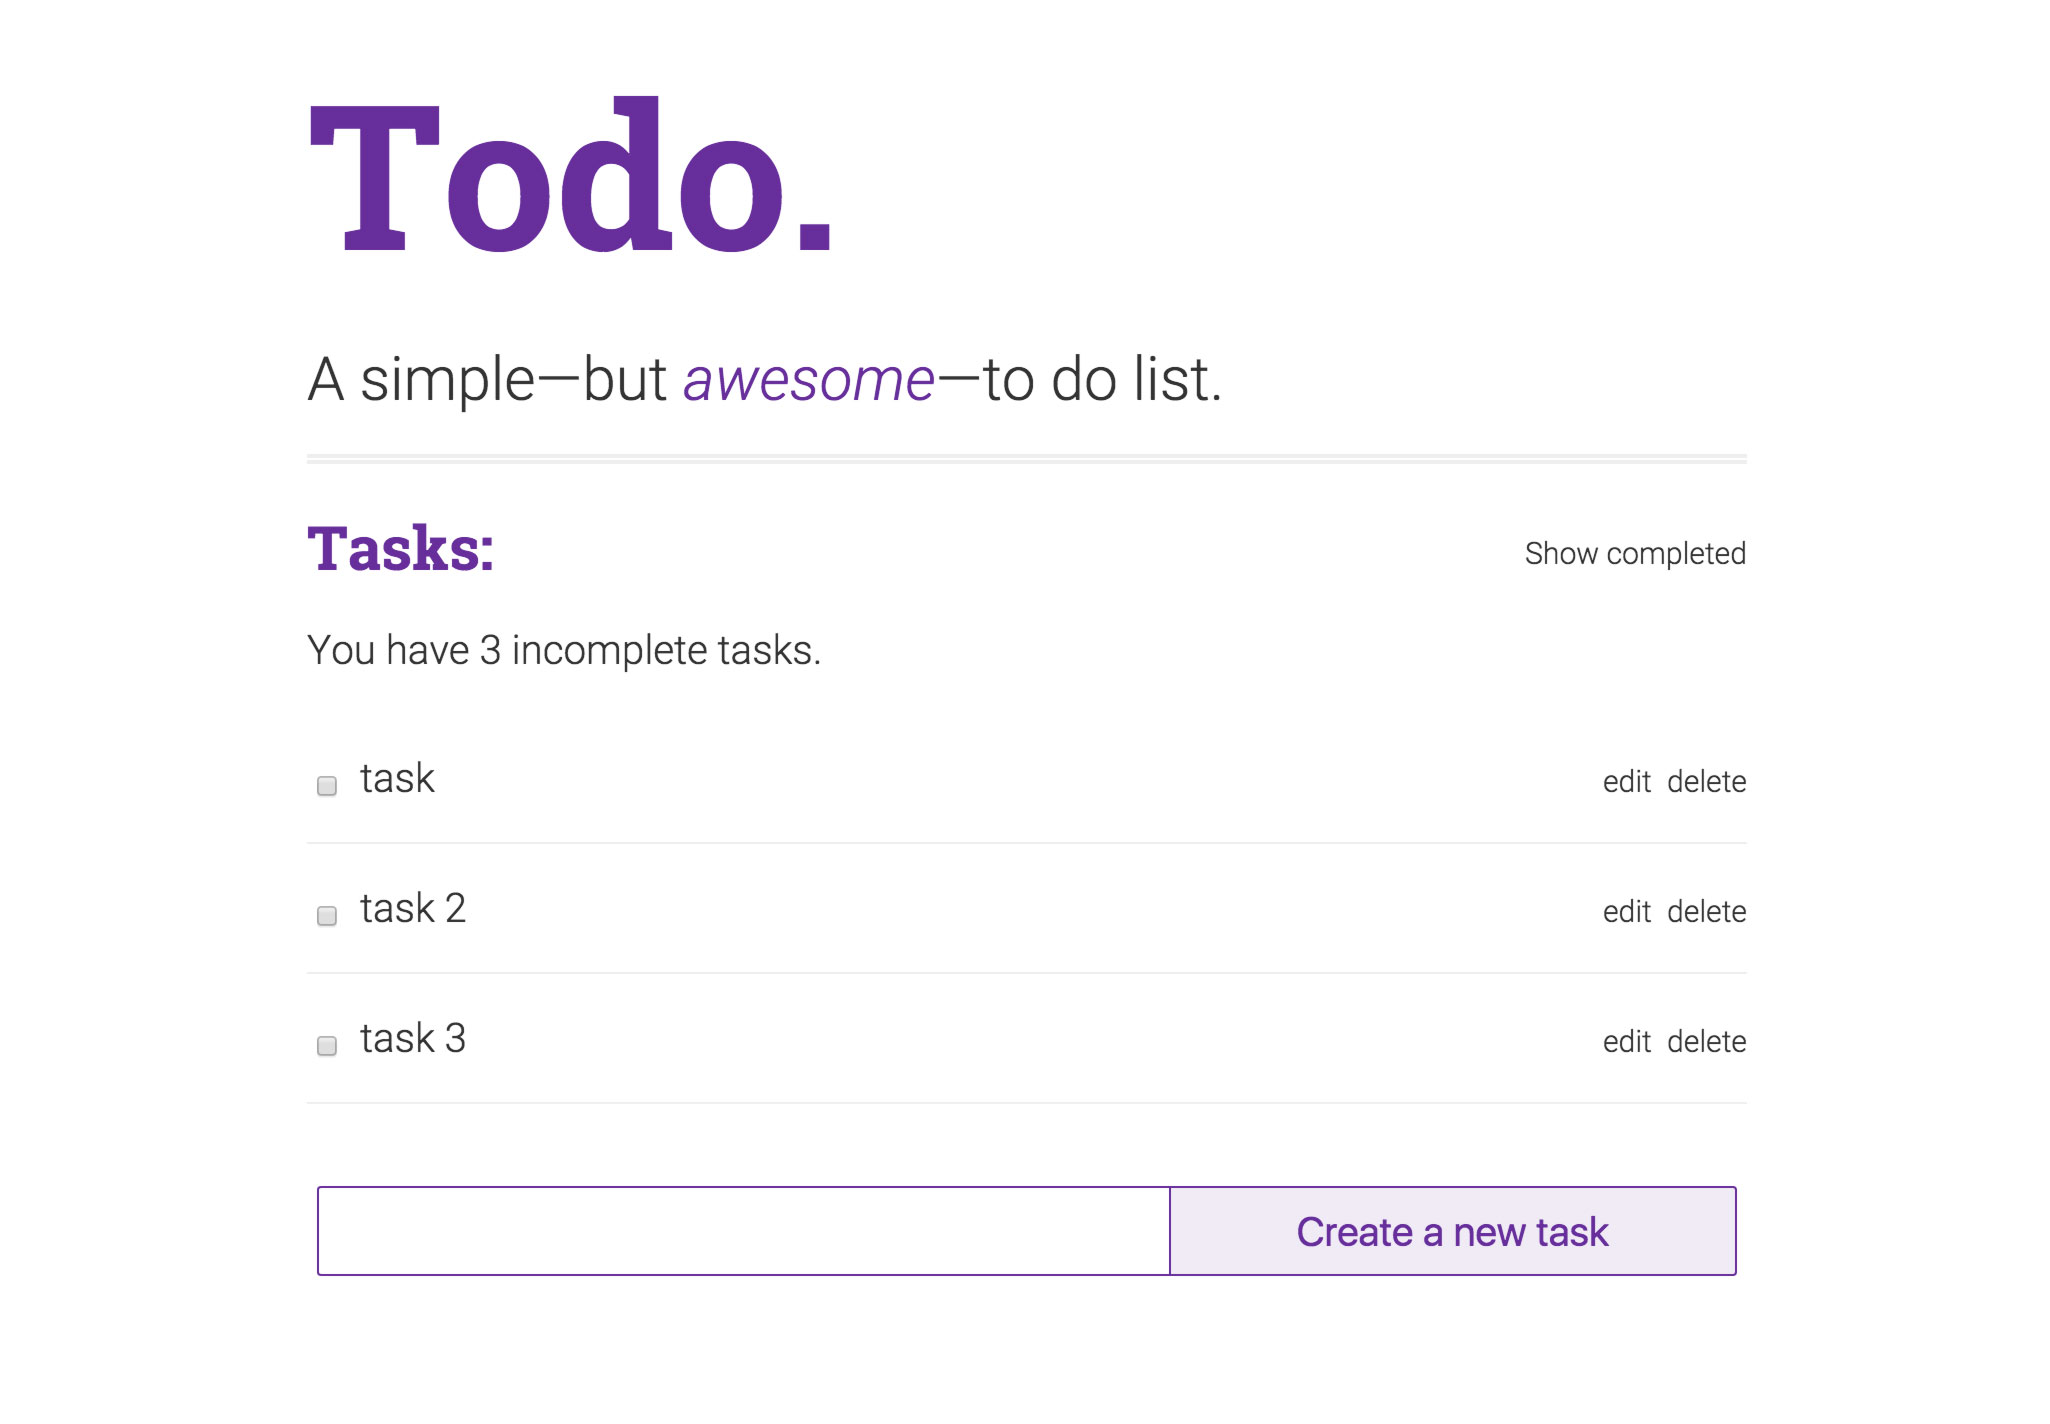 Todo.
A simple—but awesome—to do list.
Tasks:
Show completed
You have 3 incomplete tasks.
task
edit delete
task 2
edit delete
task 3
edit delete
Create a new task